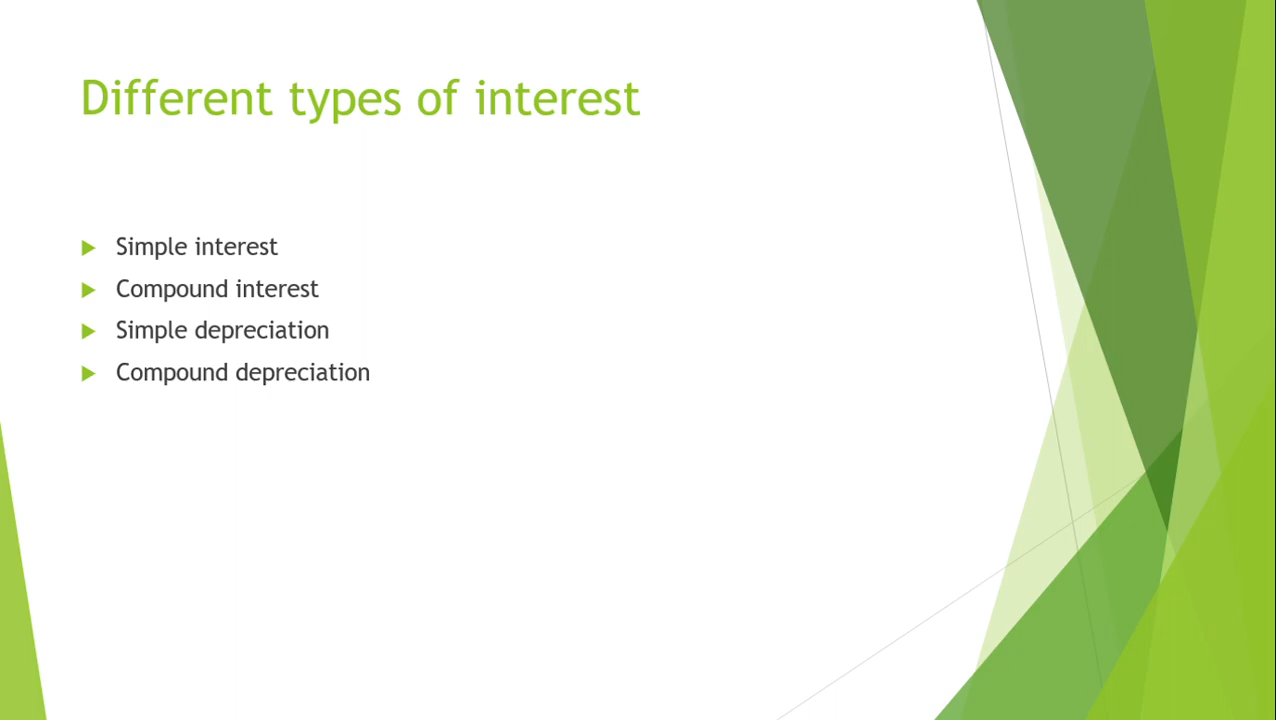 Different types of interest
Simple interest
Compound interest
Simple depreciation
Compound depreciation